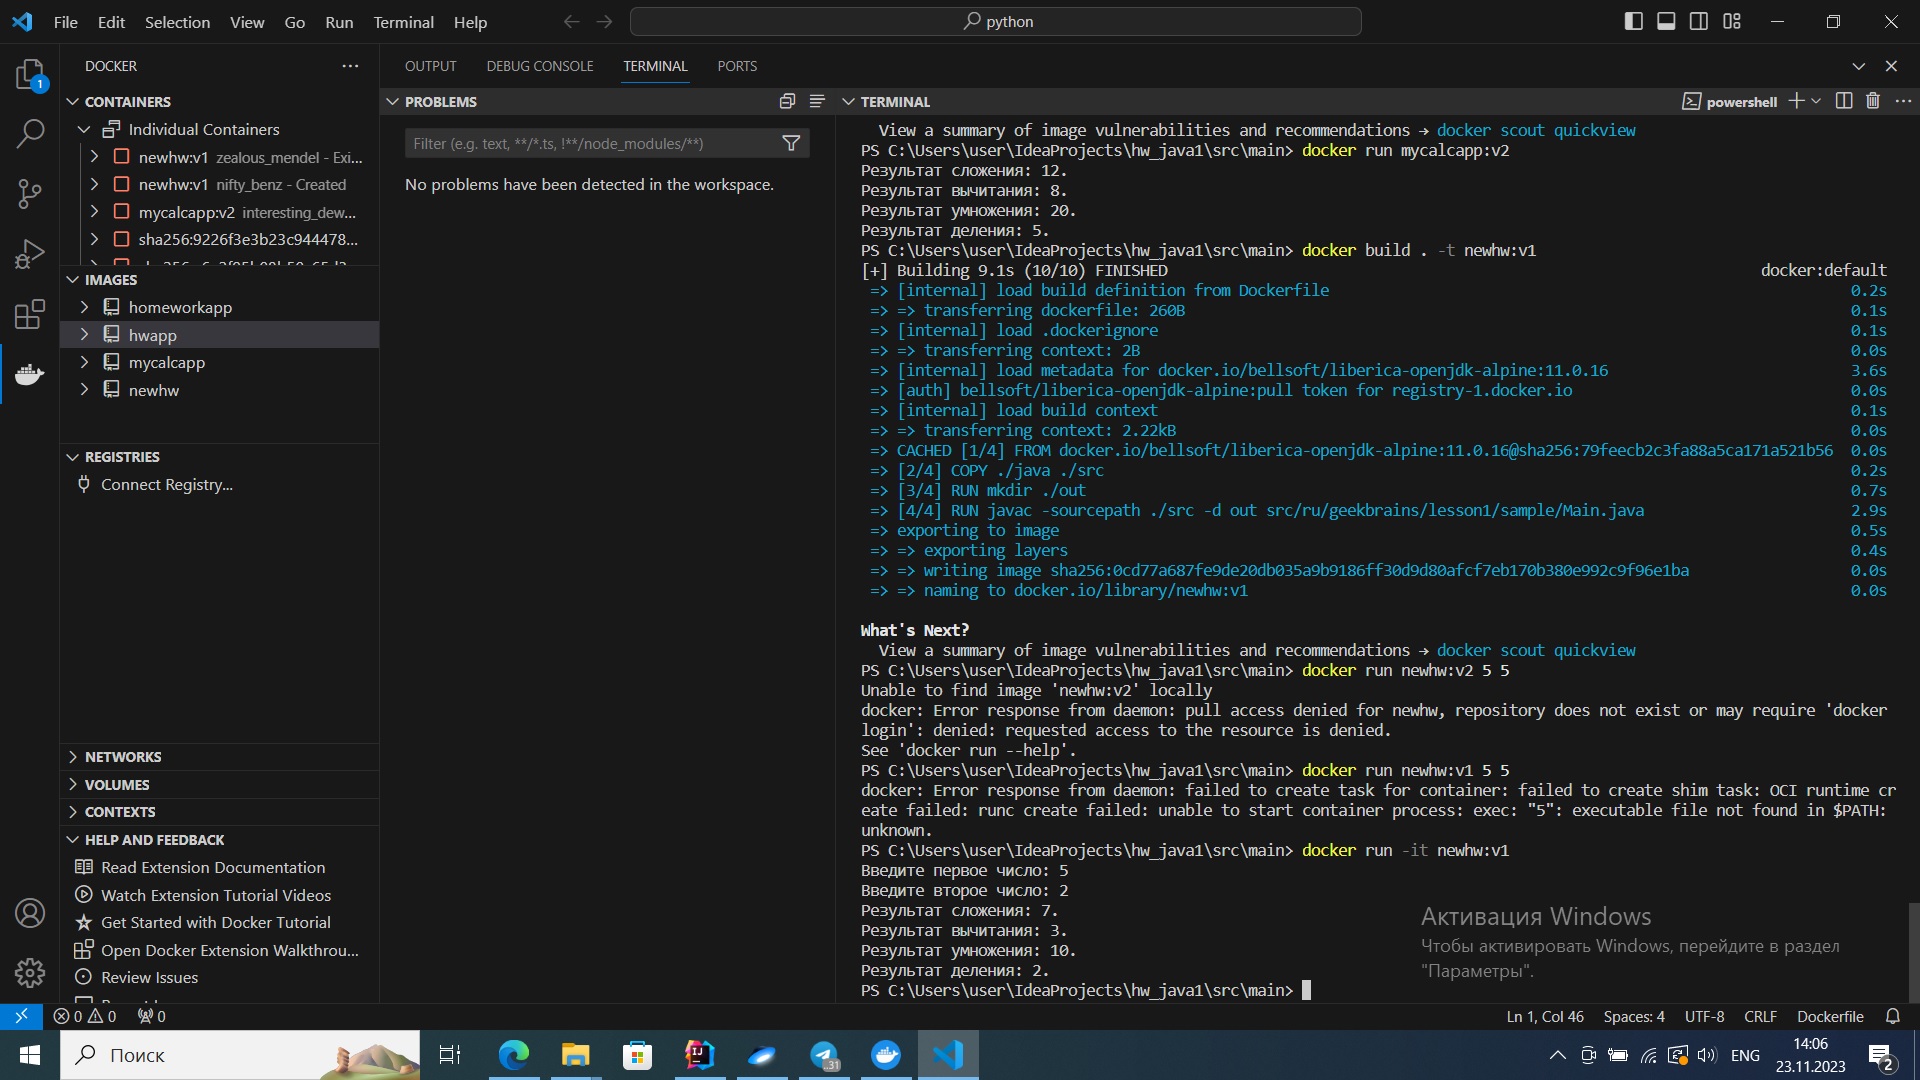 File Edit Selection View Go Run Terminal Help
python
DOCKER
CONTAINERS
Individual Containers
newhw:v1 zealous_mendel - Exi...
newhw:v1 nifty_benz - Created
mycalcapp:v2 interesting_dew...
sha256:9226f3e3b23c944478...
IMAGES
homeworkapp
hwapp
mycalcapp
newhw
REGISTRIES
Connect Registry...
NETWORKS
VOLUMES
CONTEXTS
HELP AND FEEDBACK
Read Extension Documentation
Watch Extension Tutorial Videos
Get Started with Docker Tutorial
Open Docker Extension Walkthrou...
Review Issues
OUTPUT DEBUG CONSOLE TERMINAL PORTS
PROBLEMS
Filter (e.g. text, **/*.ts, !**/node_modules/**)
No problems have been detected in the workspace.
TERMINAL
powershell
View a summary of image vulnerabilities and recommendations → docker scout quickview
PS C:\Users\user\IdeaProjects\hw_java1\src\main> docker run mycalcapp:v2
Результат сложения: 12.
Результат вычитания: 8.
Результат умножения: 20.
Результат деления: 5.
PS C:\Users\user\IdeaProjects\hw_java1\src\main> docker build . -t newhw:v1
[+] Building 9.1s (10/10) FINISHED docker:default
=> [internal] load build definition from Dockerfile 0.2s
=> => transferring dockerfile: 260B 0.1s
=> [internal] load .dockerignore 0.1s
=> => transferring context: 2B 0.0s
=> [internal] load metadata for docker.io/bellsoft/liberica-openjdk-alpine:11.0.16 3.6s
=> [auth] bellsoft/liberica-openjdk-alpine:pull token for registry-1.docker.io 0.0s
=> [internal] load build context 0.1s
=> => transferring context: 2.22kB 0.0s
=> CACHED [1/4] FROM docker.io/bellsoft/liberica-openjdk-alpine:11.0.16@sha256:79feecb2c3fa88a5ca171a521b56 0.0s
=> [2/4] COPY ./java ./src 0.2s
=> [3/4] RUN mkdir ./out 0.7s
=> [4/4] RUN javac -sourcepath ./src -d out src/ru/geekbrains/lesson1/sample/Main.java 2.9s
=> exporting to image 0.5s
=> => exporting layers 0.4s
=> => writing image sha256:0cd77a687fe9de20db035a9b9186ff30d9d80afcf7eb170b380e992c9f96e1ba 0.0s
=> => naming to docker.io/library/newhw:v1 0.0s
What's Next?
View a summary of image vulnerabilities and recommendations → docker scout quickview
PS C:\Users\user\IdeaProjects\hw_java1\src\main> docker run newhw:v2 5 5
Unable to find image 'newhw:v2' locally
docker: Error response from daemon: pull access denied for newhw, repository does not exist or may require 'docker
login': denied: requested access to the resource is denied.
See 'docker run --help'.
PS C:\Users\user\IdeaProjects\hw_java1\src\main> docker run newhw:v1 5 5
docker: Error response from daemon: failed to create task for container: failed to create shim task: OCI runtime cr
eate failed: runc create failed: unable to start container process: exec: "5": executable file not found in $PATH:
unknown.
PS C:\Users\user\IdeaProjects\hw_java1\src\main> docker run -it newhw:v1
Введите первое число: 5
Введите второе число: 2
Результат сложения: 7.
Результат вычитания: 3.
Результат умножения: 10.
Результат деления: 2.
PS C:\Users\user\IdeaProjects\hw_java1\src\main>
Активация Windows
Чтобы активировать Windows, перейдите в раздел
"Параметры".
0 0 0
Ln 1, Col 46 Spaces: 4 UTF-8 CRLF Dockerfile
Поиск
ENG
14:06
23.11.2023
2